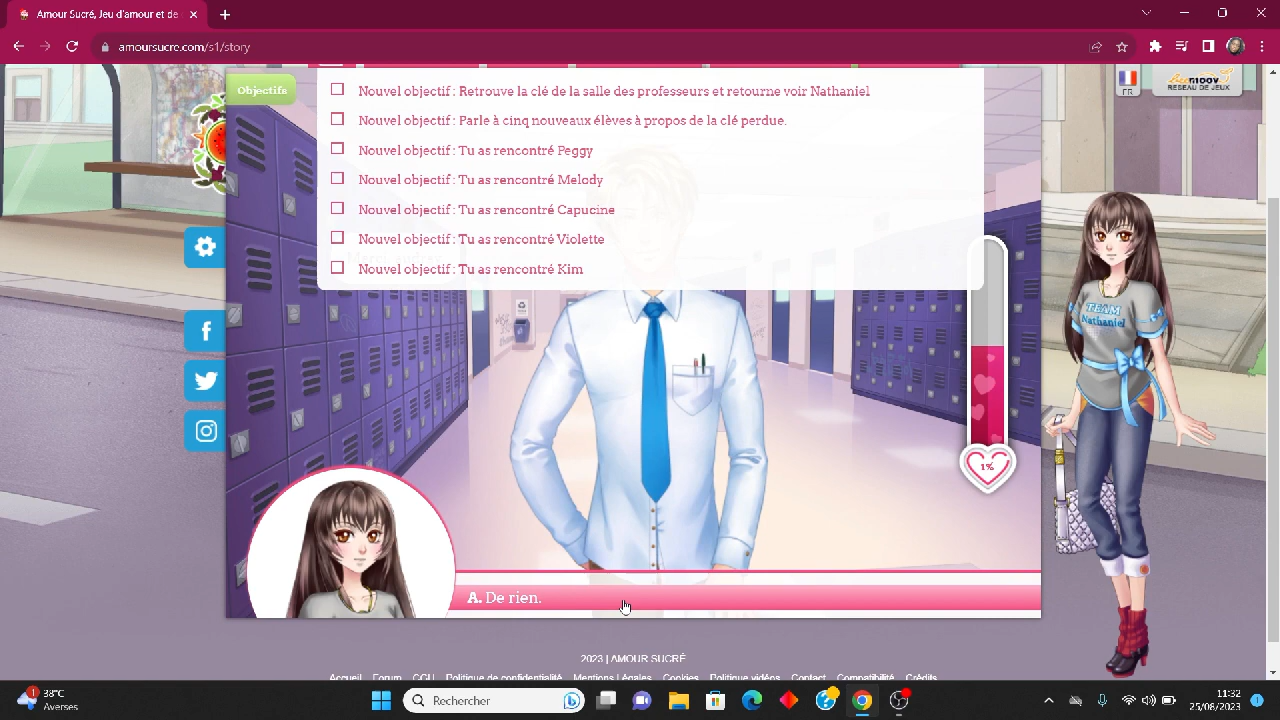 Amour Sucré, Jeu d'amour et de
amoursucre.com/s1/story
Objectifs
Nouvel objectif : Retrouve la clé de la salle des professeurs et retourne voir Nathaniel
Nouvel objectif : Parle à cinq nouveaux élèves à propos de la clé perdue.
Nouvel objectif : Tu as rencontré Peggy
Nouvel objectif : Tu as rencontré Melody
Nouvel objectif : Tu as rencontré Capucine
Nouvel objectif : Tu as rencontré Violette
Nouvel objectif : Tu as rencontré Kim
FR
BeeMOOV
RESEAU DE JEUX
TEAM
Nathaniel
1%
A. De rien.
2023 | AMOUR SUCRÉ
Accueil Forum CGU Politique de confidentialité Mentions Légales Cookies Politique vidéos Contact Compatibilité Crédits
1
38°C
Averses
Rechercher
11:32
25/08/2023
1